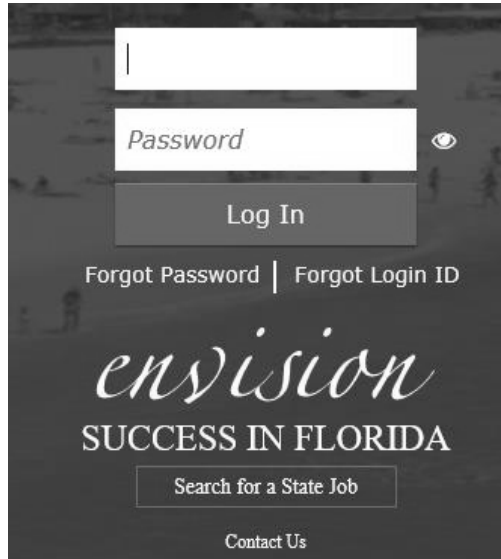 Password
Log In
Forgot Password | Forgot Login ID
envision
SUCCESS IN FLORIDA
Search for a State Job
Contact Us